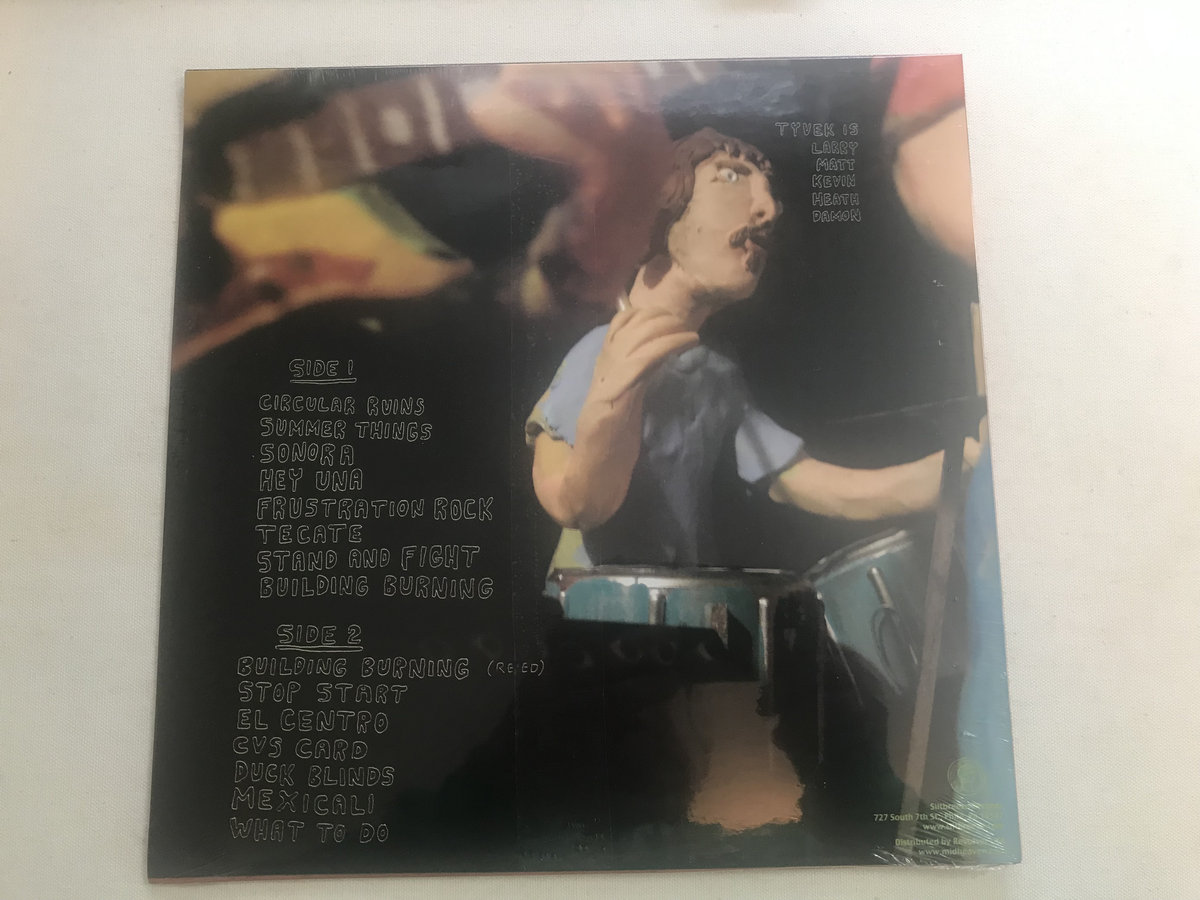 TYVEK IS
LARRY
MATT
KEVIN
HEATH
DAMON
SIDE 1
CIRCULAR RUINS
SUMMER THINGS
SONORA
HEY UNA
FRUSTRATION ROCK
TECATE
STAND AND FIGHT
BUILDING BURNING
SIDE 2
BUILDING BURNING (RE-ED)
STOP START
EL CENTRO
CVS CARD
DUCK BLINDS
MEXICALI
WHAT TO DO
727 South 7th St.
Distributed by